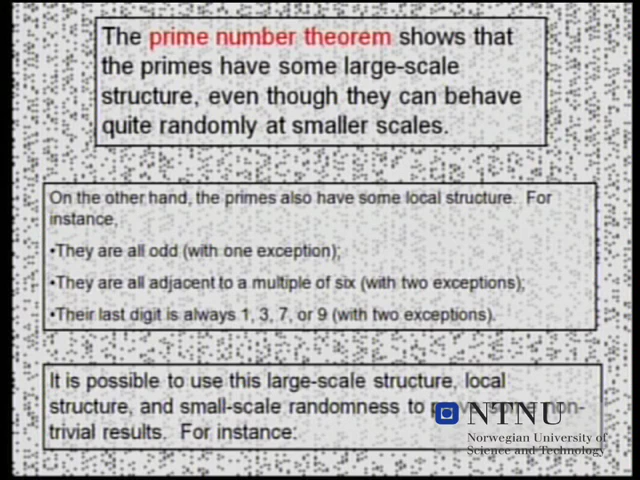 The prime number theorem shows that
the primes have some large-scale
structure, even though they can behave
quite randomly at smaller scales.
On the other hand, the primes also have some local structure. For
instance,
•They are all odd (with one exception);
•They are all adjacent to a multiple of six (with two exceptions);
•Their last digit is always 1, 3, 7, or 9 (with two exceptions).
It is possible to use this large-scale structure, local
structure, and small-scale randomness to non-
trivial results. For instance:
NTNU
Norwegian University of
Science and Technology